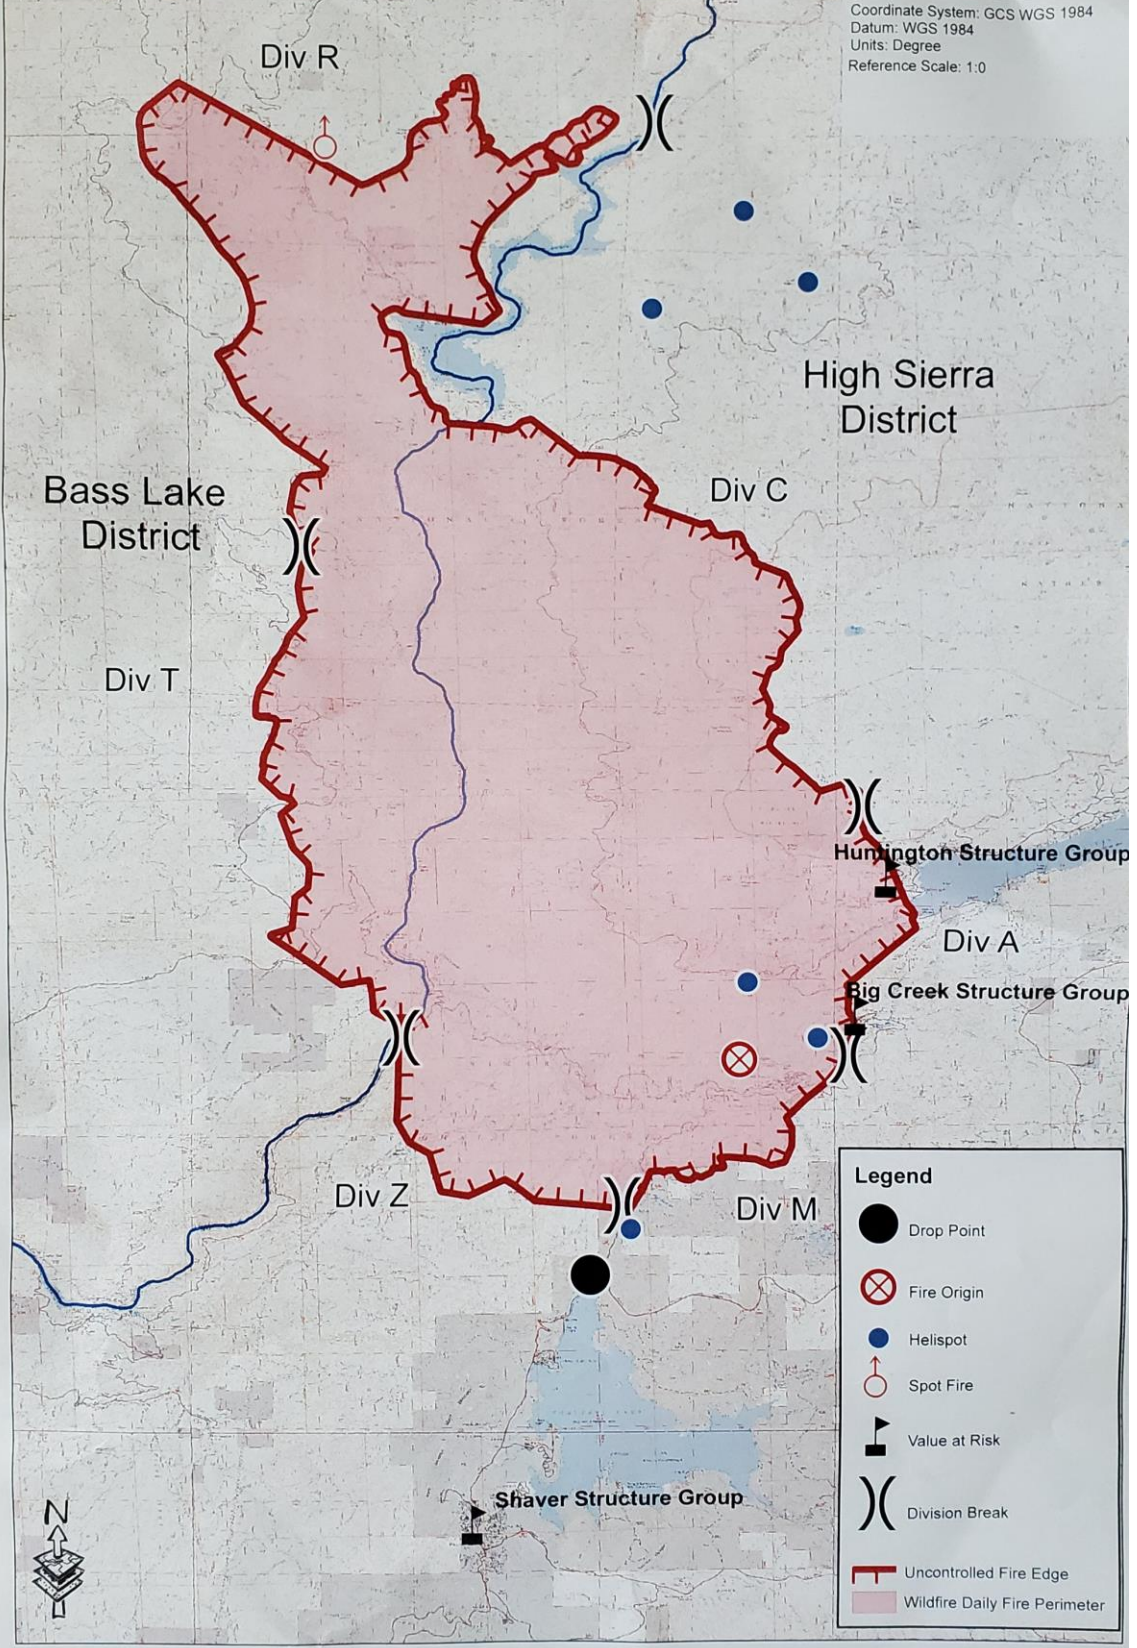 Coordinate System: GCS WGS 1984
Datum: WGS 1984
Units: Degree
Reference Scale: 1:0
Div R
High Sierra
District
Bass Lake
District
Div C
Div T
Huntington Structure Group
Div A
Big Creek Structure Group
Div Z
Div M
Legend
Drop Point
Fire Origin
Helispot
Spot Fire
Value at Risk
Division Break
Uncontrolled Fire Edge
Wildfire Daily Fire Perimeter
Shaver Structure Group
N